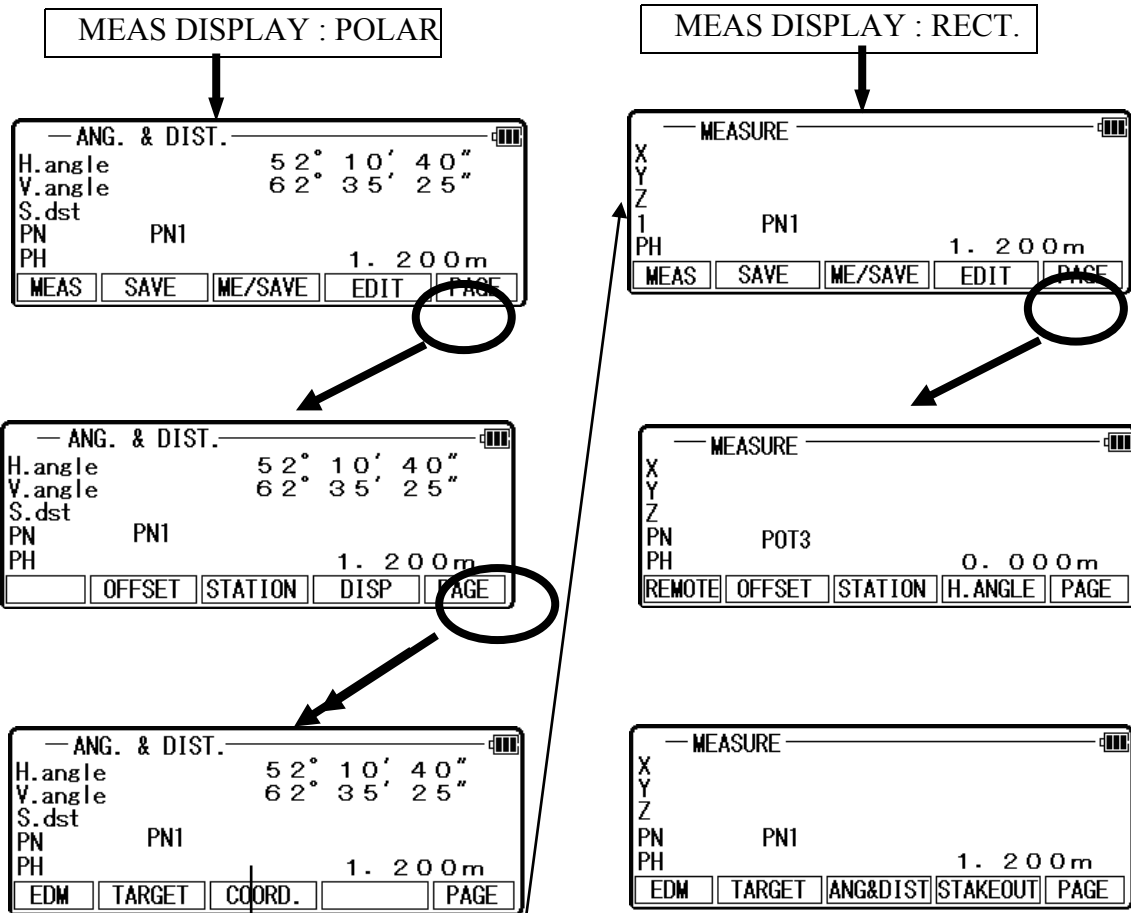 MEAS DISPLAY : POLAR
ANG. & DIST.
H.angle 52° 10′ 40″
V.angle 62° 35′ 25″
S.dst
PN PN1
PH 1. 200m
MEAS SAVE ME/SAVE EDIT PAGE
ANG. & DIST.
H.angle 52° 10′ 40″
V.angle 62° 35′ 25″
S.dst
PN PN1
PH 1. 200m
OFFSET STATION DISP PAGE
ANG. & DIST.
H.angle 52° 10′ 40″
V.angle 62° 35′ 25″
S.dst
PN PN1
PH 1. 200m
EDM TARGET COORD. PAGE
MEAS DISPLAY : RECT.
MEASURE
X
Y
Z
1 PN1
PH 1. 200m
MEAS SAVE ME/SAVE EDIT PAGE
MEASURE
X
Y
Z
PN POT3
PH 0. 000m
REMOTE OFFSET STATION H.ANGLE PAGE
MEASURE
X
Y
Z
PN PN1
PH 1. 200m
EDM TARGET ANG&DIST STAKEOUT PAGE